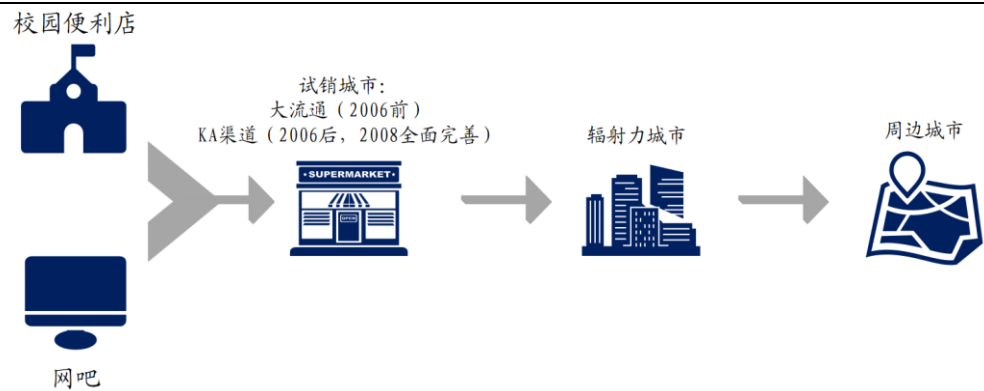 校园便利店
试销城市：
大流通（2006前）
KA渠道（2006后，2008全面完善）
辐射力城市
周边城市
·SUPERMARKET·
OPEN
网吧